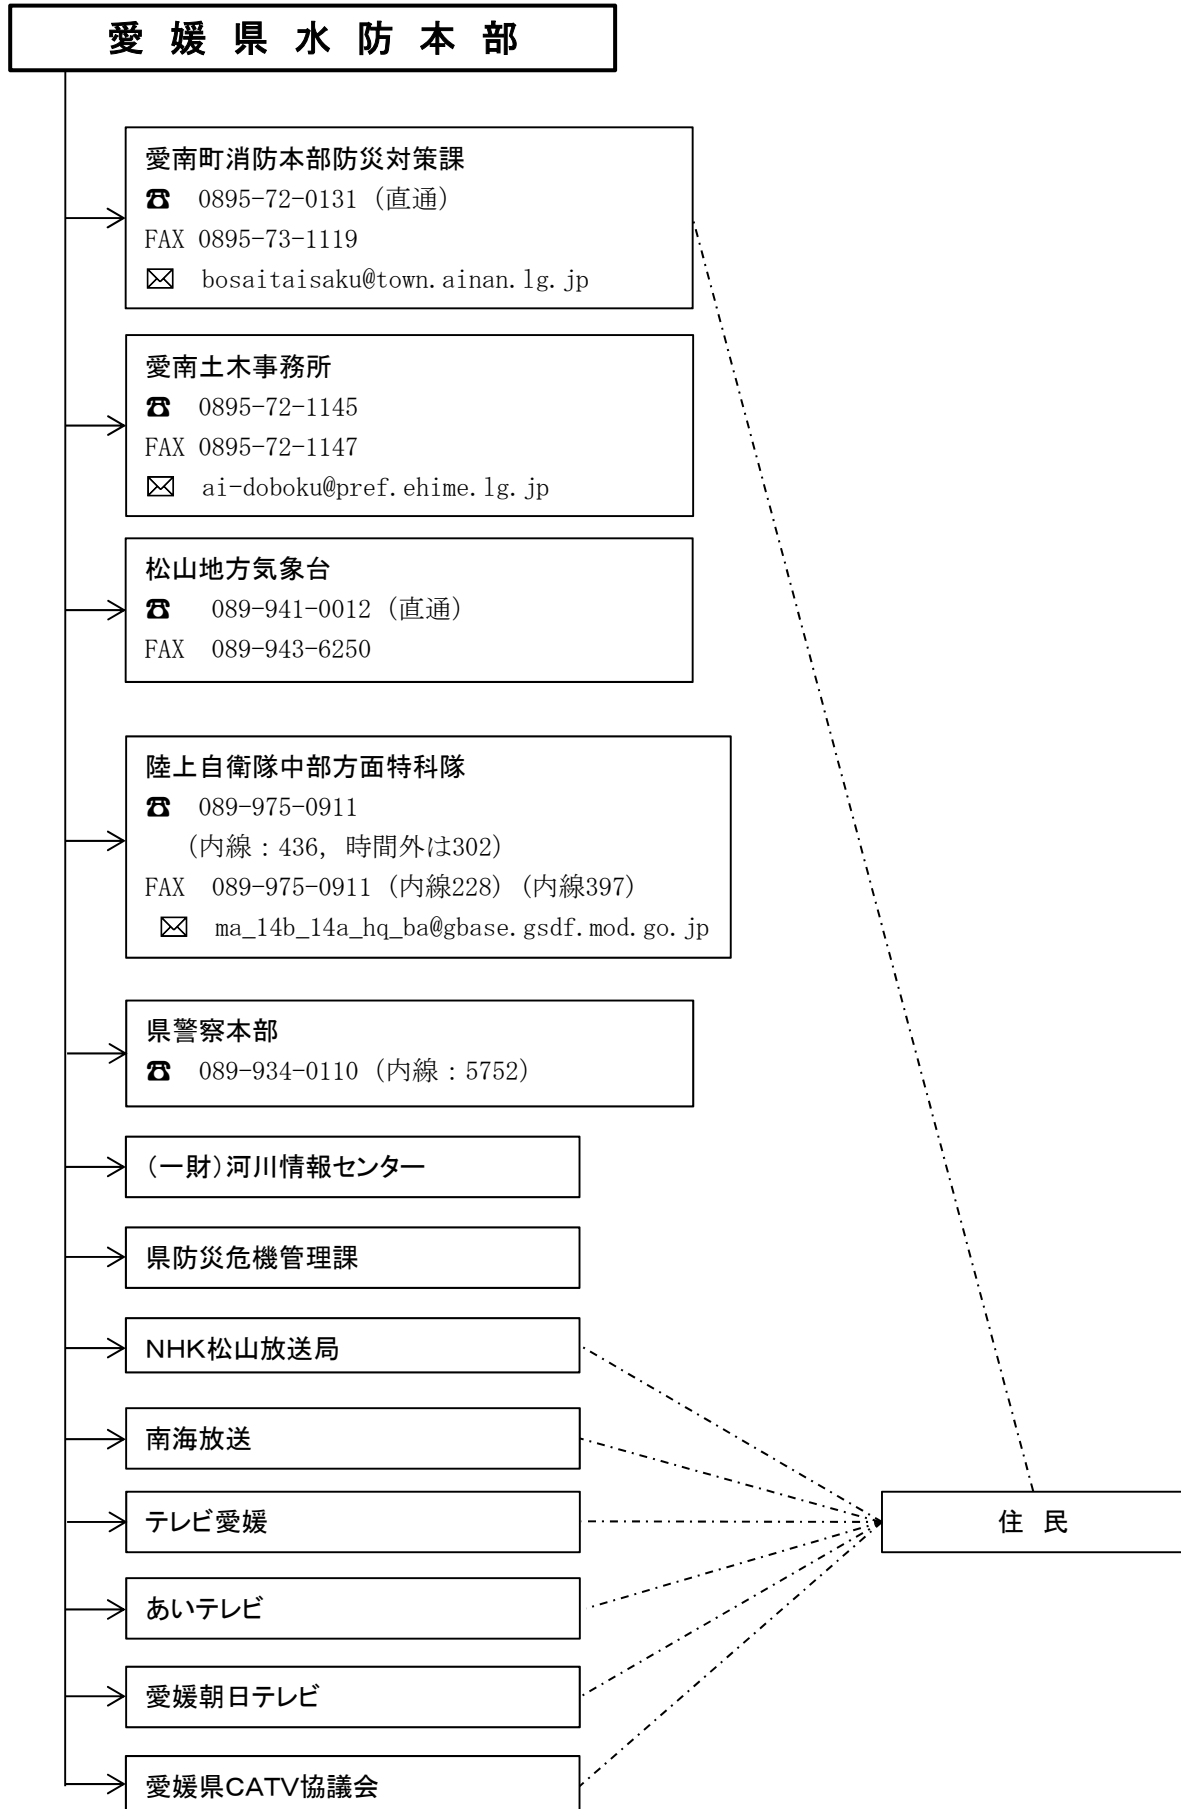 愛媛県水防本部
愛南町消防本部防災対策課
☎ 0895-72-0131（直通）
FAX 0895-73-1119
✉ bosaitaisaku@town.ainan.lg.jp
愛南土木事務所
☎ 0895-72-1145
FAX 0895-72-1147
✉ ai-doboku@pref.ehime.lg.jp
松山地方気象台
☎ 089-941-0012（直通）
FAX 089-943-6250
陸上自衛隊中部方面特科隊
☎ 089-975-0911
（内線：436，時間外は302）
FAX 089-975-0911（内線228）（内線397）
✉ ma_14b_14a_hq_ba@gbase.gsdf.mod.go.jp
県警察本部
☎ 089-934-0110（内線：5752）
（一財）河川情報センター
県防災危機管理課
NHK松山放送局
南海放送
テレビ愛媛
住民
あいテレビ
愛媛朝日テレビ
愛媛県CATV協議会